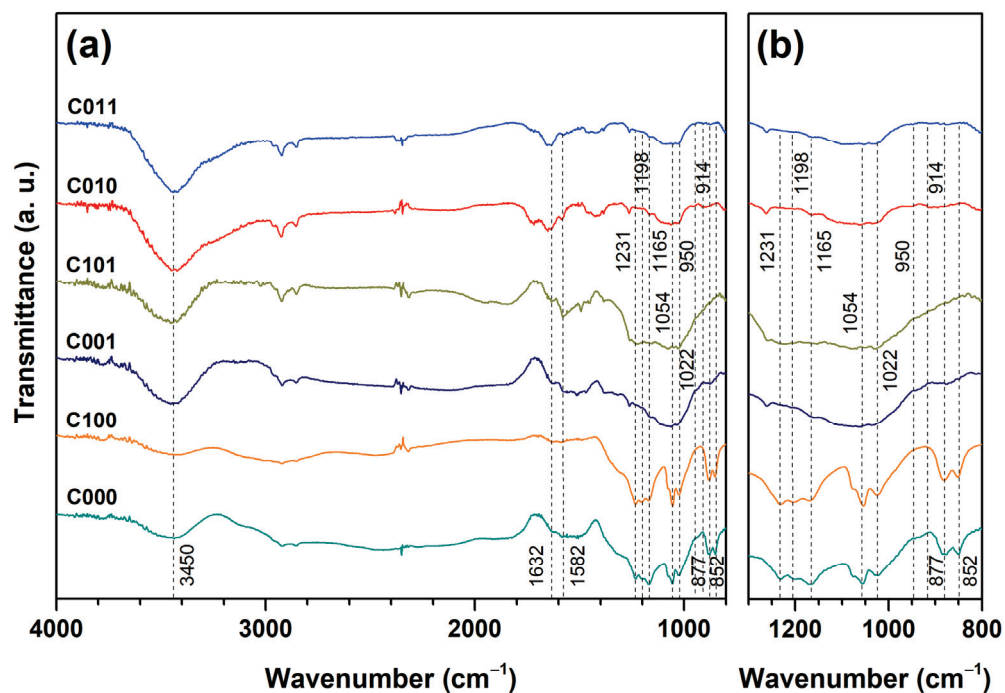 (a)
(b)
C011
C010
C101
C001
C100
C000
1198
914
1231
1165
950
1054
1022
3450
1632
1582
877
852
1198
914
1231
1165
950
1054
1022
877
852
4000
3000
2000
1000
1200
1000
800
Transmittance (a. u.)
Wavenumber (cm⁻¹)
Wavenumber (cm⁻¹)